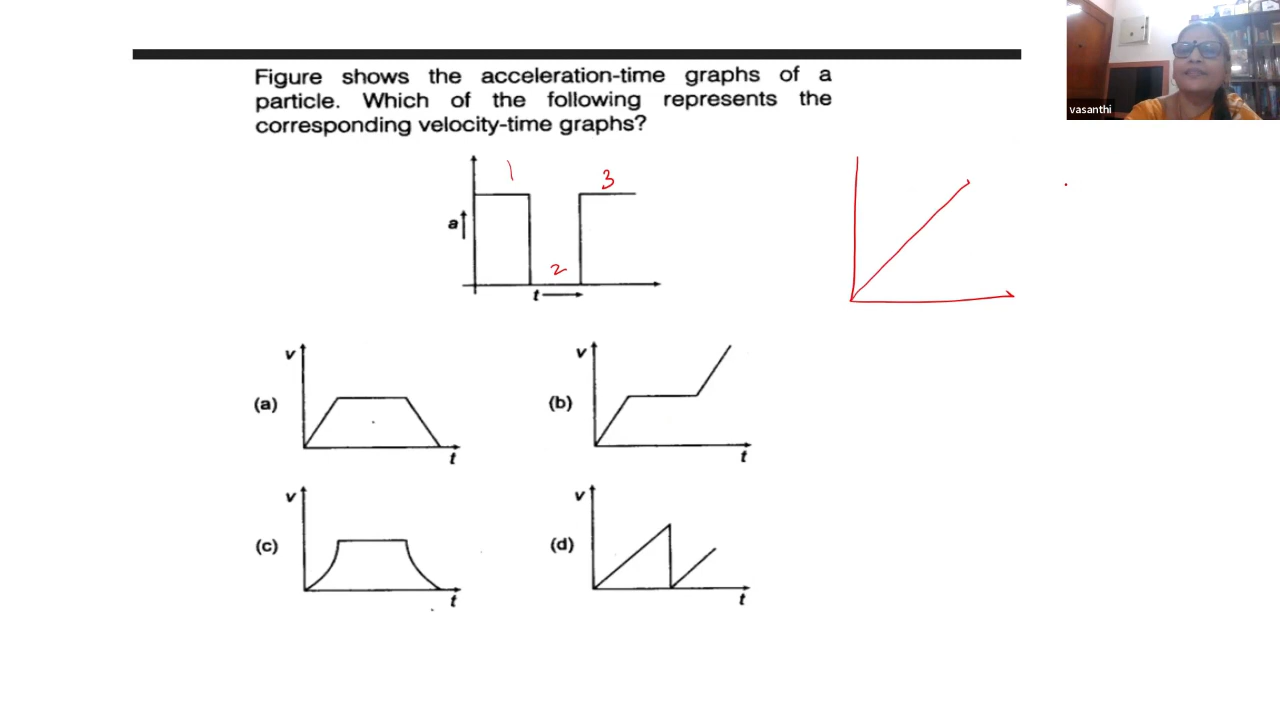 vasanthi
Figure shows the acceleration-time graphs of a
particle. Which of the following represents the
corresponding velocity-time graphs?
1
3
a
2
t
v
v
(a)
(b)
t
t
v
v
(c)
(d)
t
t